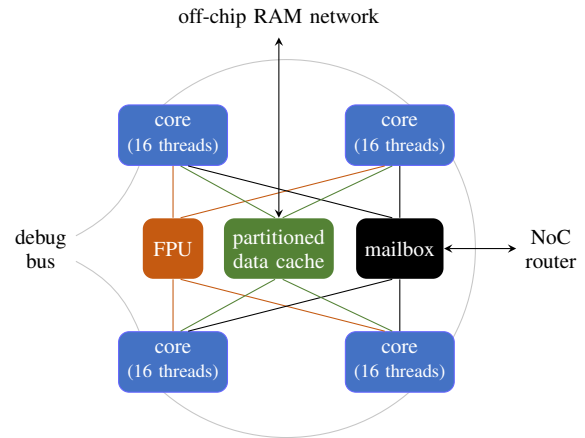 off-chip RAM network
core
(16 threads)
core
(16 threads)
debug
bus
FPU
partitioned
data cache
mailbox
NoC
router
core
(16 threads)
core
(16 threads)